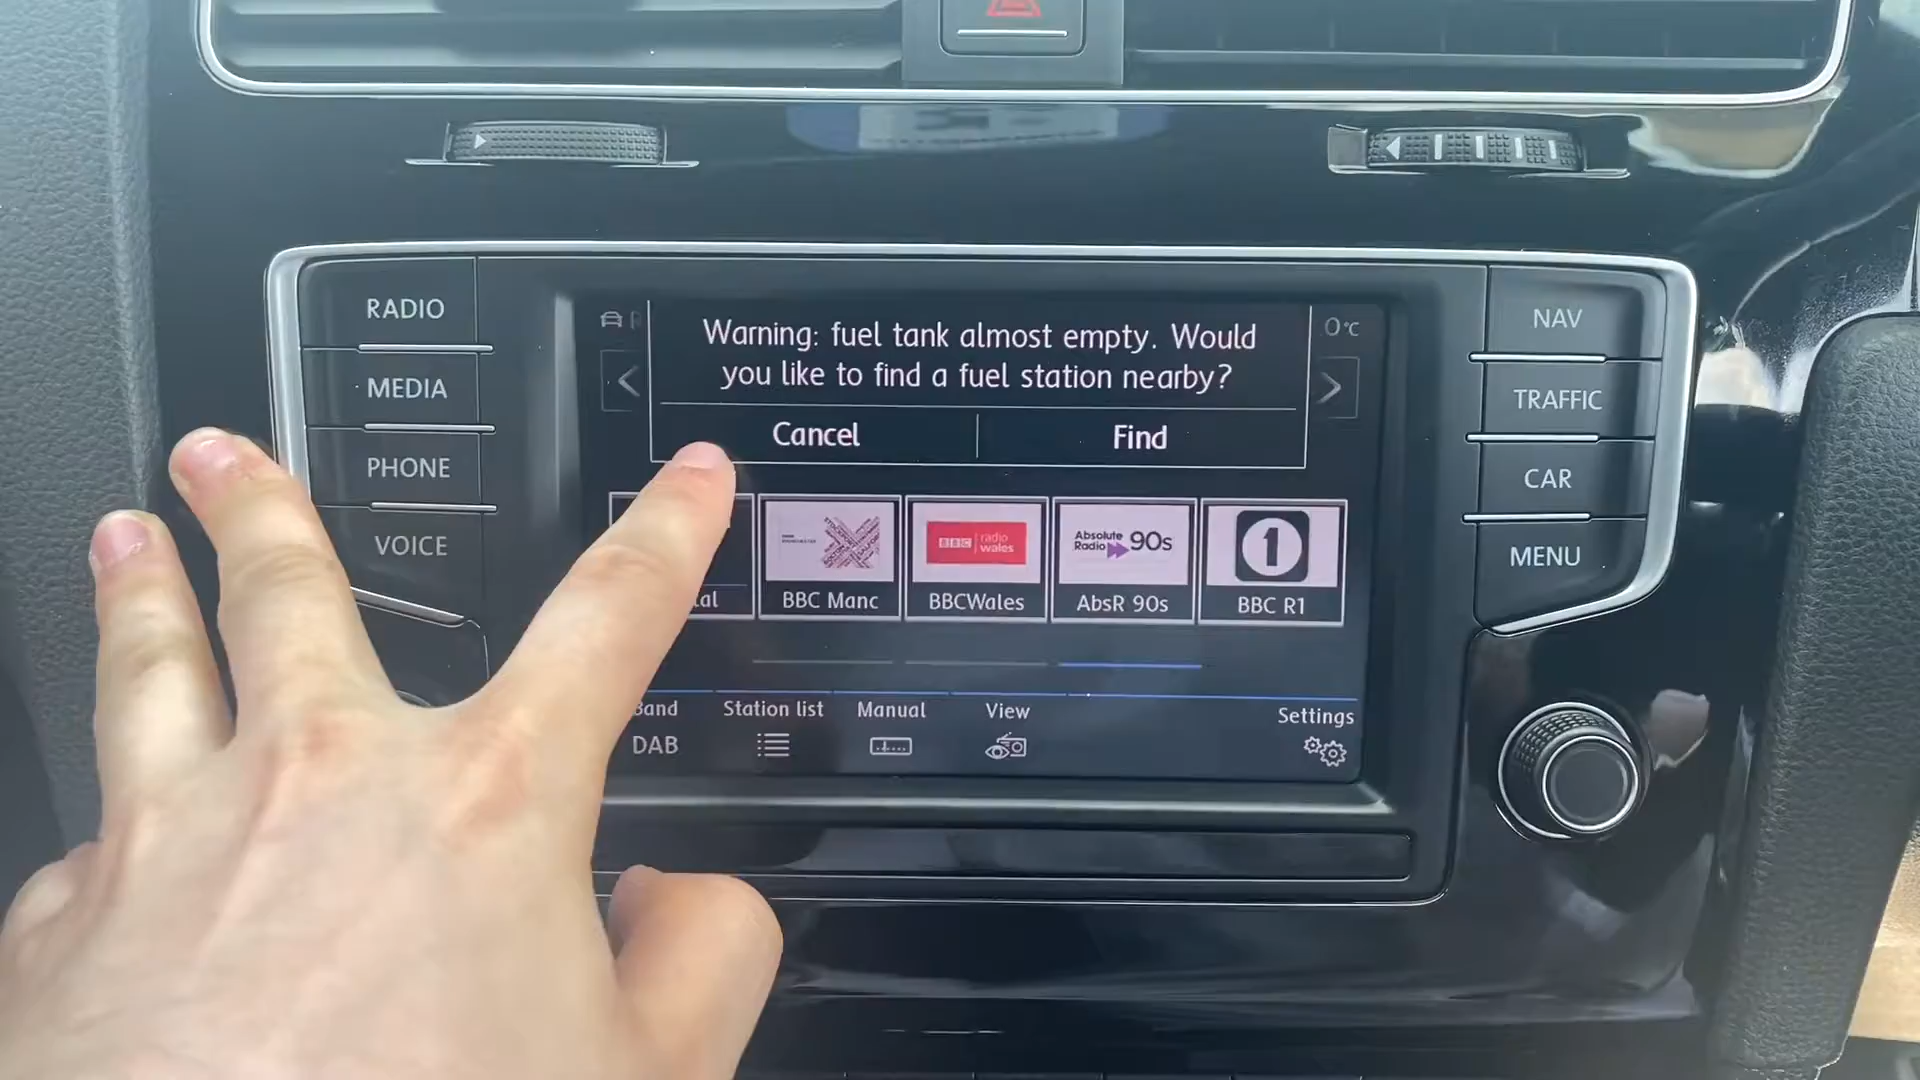 RADIO
MEDIA
PHONE
VOICE
Warning: fuel tank almost empty. Would
you like to find a fuel station nearby?
Cancel
Find
0°C
BBC radio
wales
Absolute
Radio 90s
1
BBC Manc
BBCWales
AbsR 90s
BBC R1
Band
Station list
Manual
View
Settings
DAB
NAV
TRAFFIC
CAR
MENU